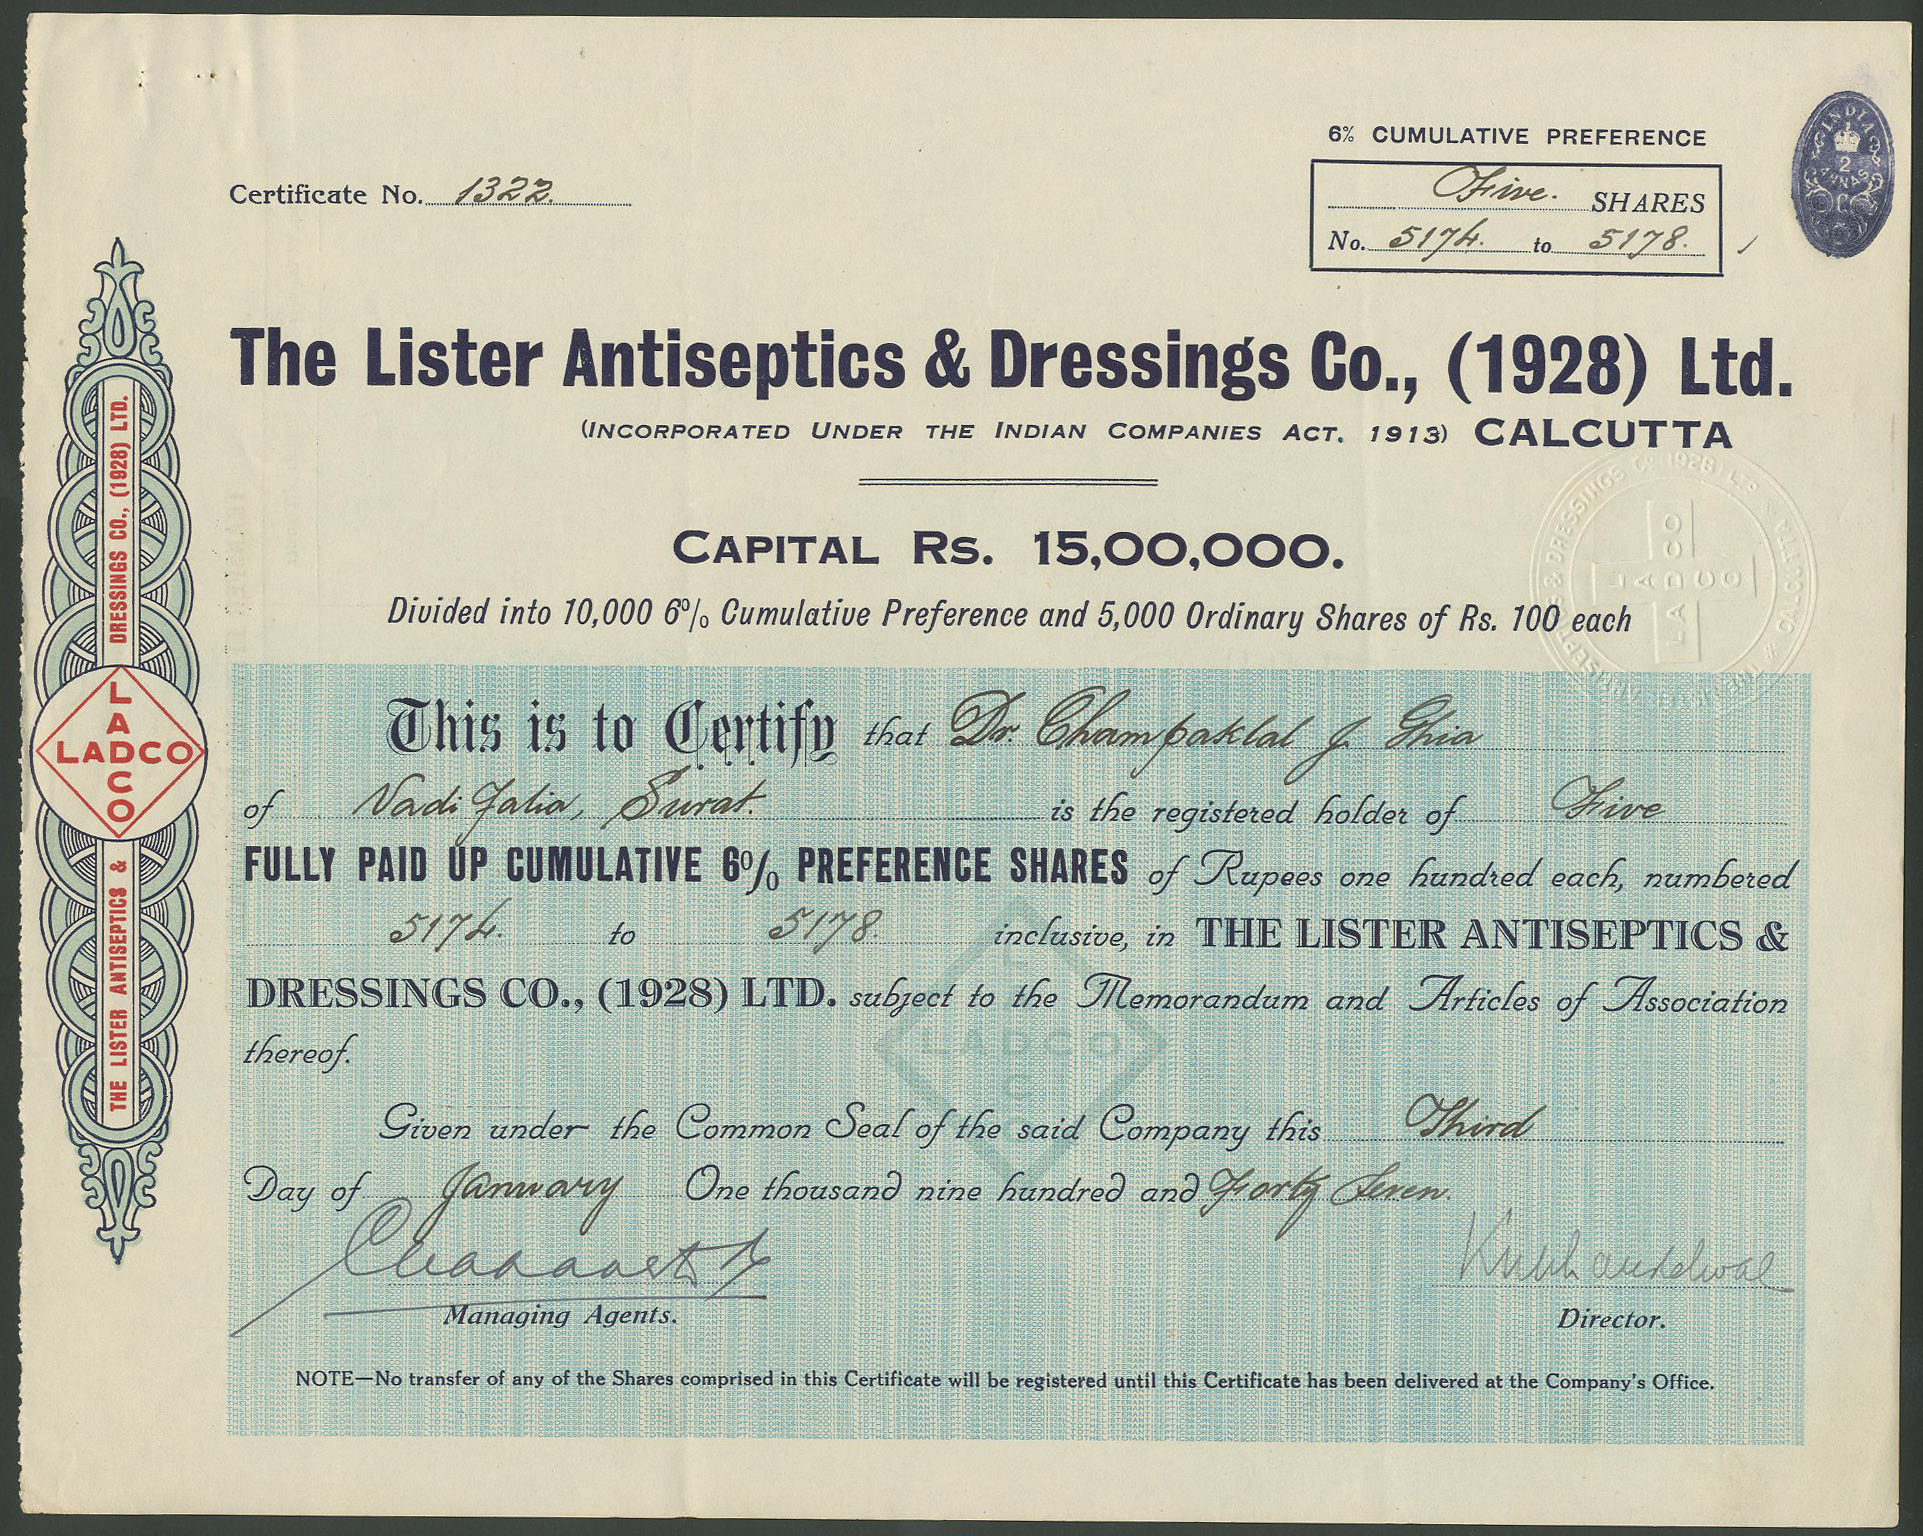 6% CUMULATIVE PREFERENCE
INDIA
2
ANNAS
Certificate No. 1322.
Five. SHARES
No. 5174. to 5178.
The Lister Antiseptics & Dressings Co., (1928) Ltd.
(INCORPORATED UNDER THE INDIAN COMPANIES ACT. 1913) CALCUTTA
CAPITAL RS. 15,00,000.
Divided into 10,000 6% Cumulative Preference and 5,000 Ordinary Shares of Rs. 100 each
THE LISTER ANTISEPTICS & DRESSINGS CO., (1928) LTD.
LADCO
LADCO
This is to Certify that Dr. Champaklal J. Ghia
of Vadi Falia, Surat. is the registered holder of Five
FULLY PAID UP CUMULATIVE 6% PREFERENCE SHARES of Rupees one hundred each, numbered
5174. to 5178. inclusive, in THE LISTER ANTISEPTICS &
DRESSINGS CO., (1928) LTD. subject to the Memorandum and Articles of Association
thereof.
Given under the Common Seal of the said Company this Third
Day of January One thousand nine hundred and Forty Seven.
Managing Agents.
Director.
NOTE—No transfer of any of the Shares comprised in this Certificate will be registered until this Certificate has been delivered at the Company's Office.